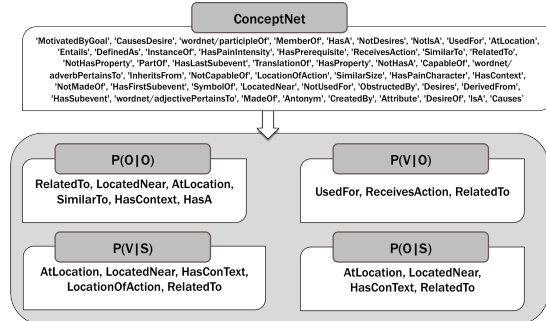 ConceptNet
'MotivatedByGoal', 'CausesDesire', 'wordnet/participleOf', 'MemberOf', 'HasA', 'NotDesires', 'NotIsA', 'UsedFor', 'AtLocation',
'Entails', 'DefinedAs', 'InstanceOf', 'HasPainIntensity', 'HasPrerequisite', 'ReceivesAction', 'SimilarTo', 'RelatedTo',
'NotHasProperty', 'PartOf', 'HasLastSubevent', 'TranslationOf', 'HasProperty', 'NotHasA', 'CapableOf', 'wordnet/
adverbPertainsTo', 'InheritsFrom', 'NotCapableOf', 'LocationOfAction', 'SimilarSize', 'HasPainCharacter', 'HasContext',
'NotMadeOf', 'HasFirstSubevent', 'SymbolOf', 'LocatedNear', 'NotUsedFor', 'ObstructedBy', 'Desires', 'DerivedFrom',
'HasSubevent', 'wordnet/adjectivePertainsTo', 'MadeOf', 'Antonym', 'CreatedBy', 'Attribute', 'DesireOf', 'IsA', 'Causes'
P(O|O)
RelatedTo, LocatedNear, AtLocation,
SimilarTo, HasContext, HasA
P(V|O)
UsedFor, ReceivesAction, RelatedTo
P(V|S)
AtLocation, LocatedNear, HasConText,
LocationOfAction, RelatedTo
P(O|S)
AtLocation, LocatedNear,
HasConText, RelatedTo